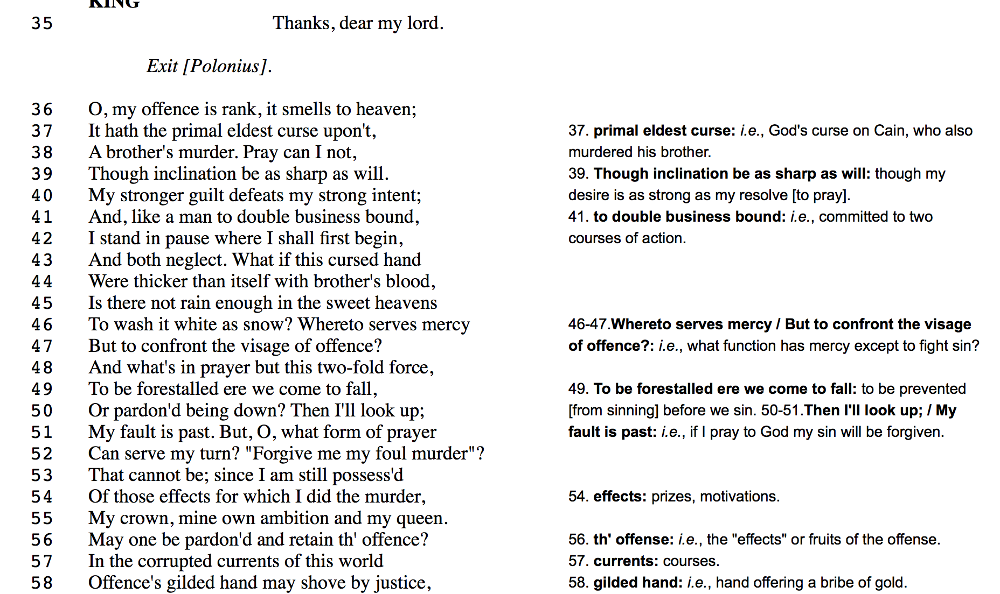 KING
35 Thanks, dear my lord.
Exit [Polonius].
36 O, my offence is rank, it smells to heaven;
37 It hath the primal eldest curse upon't,
37. primal eldest curse: i.e., God's curse on Cain, who also
38 A brother's murder. Pray can I not,
murdered his brother.
39 Though inclination be as sharp as will.
39. Though inclination be as sharp as will: though my
40 My stronger guilt defeats my strong intent;
desire is as strong as my resolve [to pray].
41 And, like a man to double business bound,
41. to double business bound: i.e., committed to two
42 I stand in pause where I shall first begin,
courses of action.
43 And both neglect. What if this cursed hand
44 Were thicker than itself with brother's blood,
45 Is there not rain enough in the sweet heavens
46 To wash it white as snow? Whereto serves mercy
46-47.Whereto serves mercy / But to confront the visage
47 But to confront the visage of offence?
of offence?: i.e., what function has mercy except to fight sin?
48 And what's in prayer but this two-fold force,
49 To be forestalled ere we come to fall,
49. To be forestalled ere we come to fall: to be prevented
50 Or pardon'd being down? Then I'll look up;
[from sinning] before we sin. 50-51.Then I'll look up; / My
51 My fault is past. But, O, what form of prayer
fault is past: i.e., if I pray to God my sin will be forgiven.
52 Can serve my turn? "Forgive me my foul murder"?
53 That cannot be; since I am still possess'd
54 Of those effects for which I did the murder,
54. effects: prizes, motivations.
55 My crown, mine own ambition and my queen.
56 May one be pardon'd and retain th' offence?
56. th' offense: i.e., the "effects" or fruits of the offense.
57 In the corrupted currents of this world
57. currents: courses.
58 Offence's gilded hand may shove by justice,
58. gilded hand: i.e., hand offering a bribe of gold.